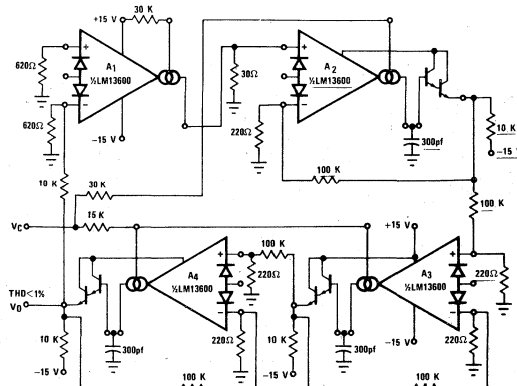 +15 V
30 K
620Ω
+
A1
½LM13600
-
620Ω
-15 V
30Ω
+
A2
½LM13600
-
220Ω
300pf
10 K
-15 V
10 K
30 K
100 K
100 K
VC
15 K
+15 V
100 K
+
A4
½LM13600
-
220Ω
+
A3
½LM13600
-
220Ω
THD<1%
VO
10 K
300pf
220Ω
10 K
300pf
-15 V
220Ω
-15 V
-15 V
100 K
100 K